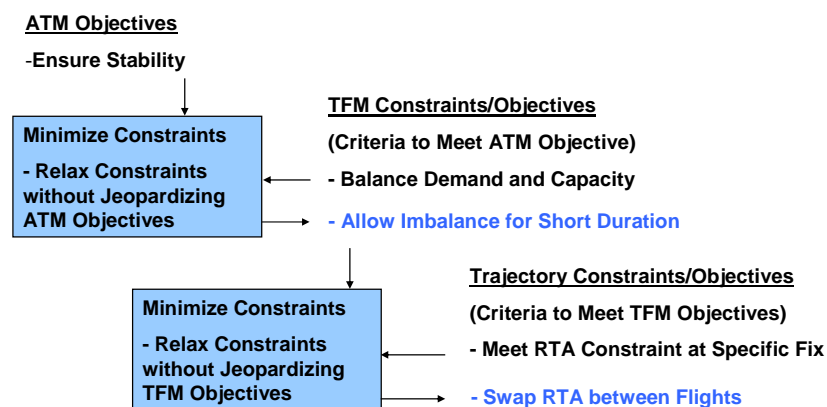 ATM Objectives
-Ensure Stability
TFM Constraints/Objectives
(Criteria to Meet ATM Objective)
- Balance Demand and Capacity
- Allow Imbalance for Short Duration
Minimize Constraints
- Relax Constraints
without Jeopardizing
ATM Objectives
Trajectory Constraints/Objectives
(Criteria to Meet TFM Objectives)
- Meet RTA Constraint at Specific Fix
- Swap RTA between Flights
Minimize Constraints
- Relax Constraints
without Jeopardizing
TFM Objectives